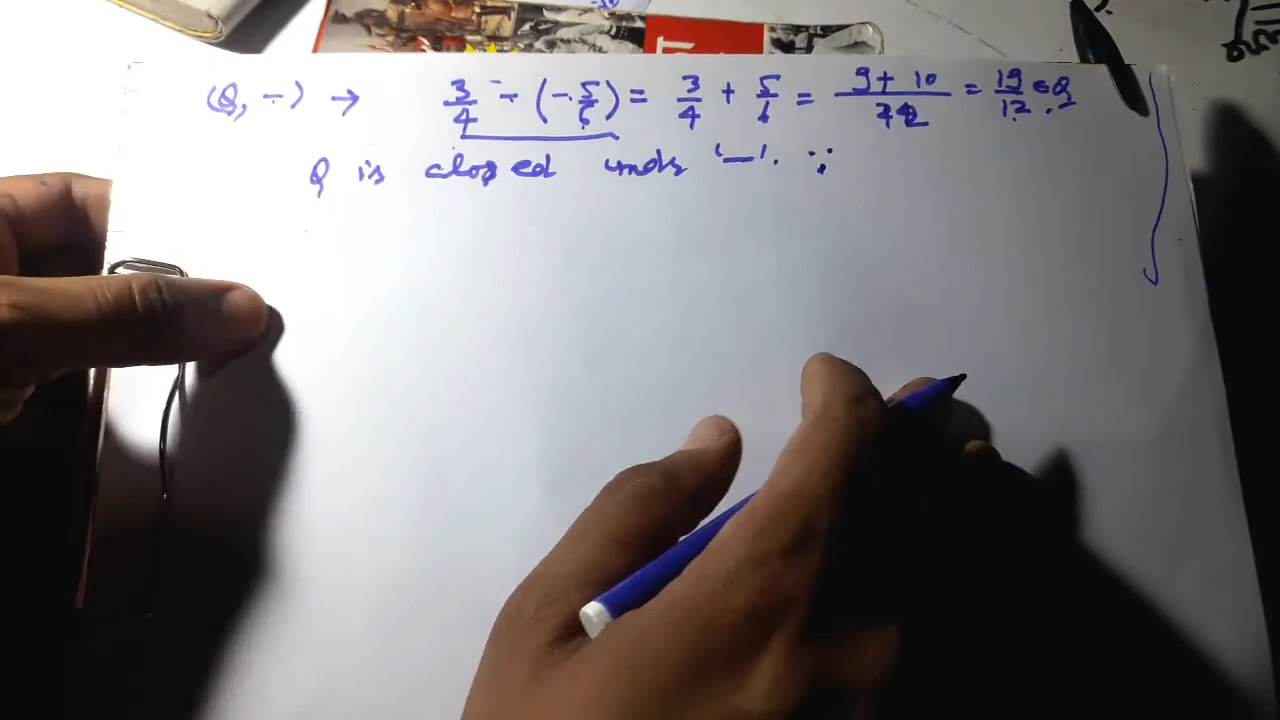 (Q, -) → 3/4 - (-5/6) = 3/4 + 5/6 = 9+10/12 = 19/12 ∈ Q
Q is closed under '—'. ∵